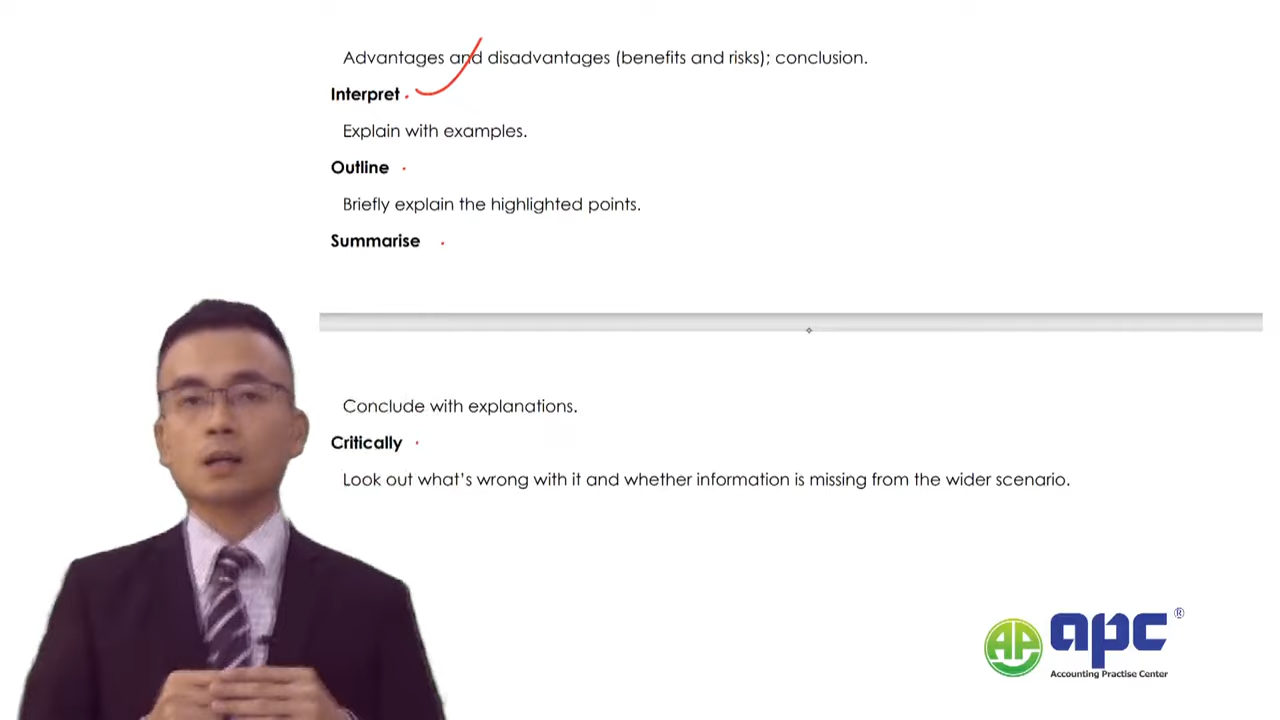 Advantages and disadvantages (benefits and risks); conclusion.
Interpret
Explain with examples.
Outline
Briefly explain the highlighted points.
Summarise
Conclude with explanations.
Critically
Look out what's wrong with it and whether information is missing from the wider scenario.
AP
apc®
Accounting Practise Center